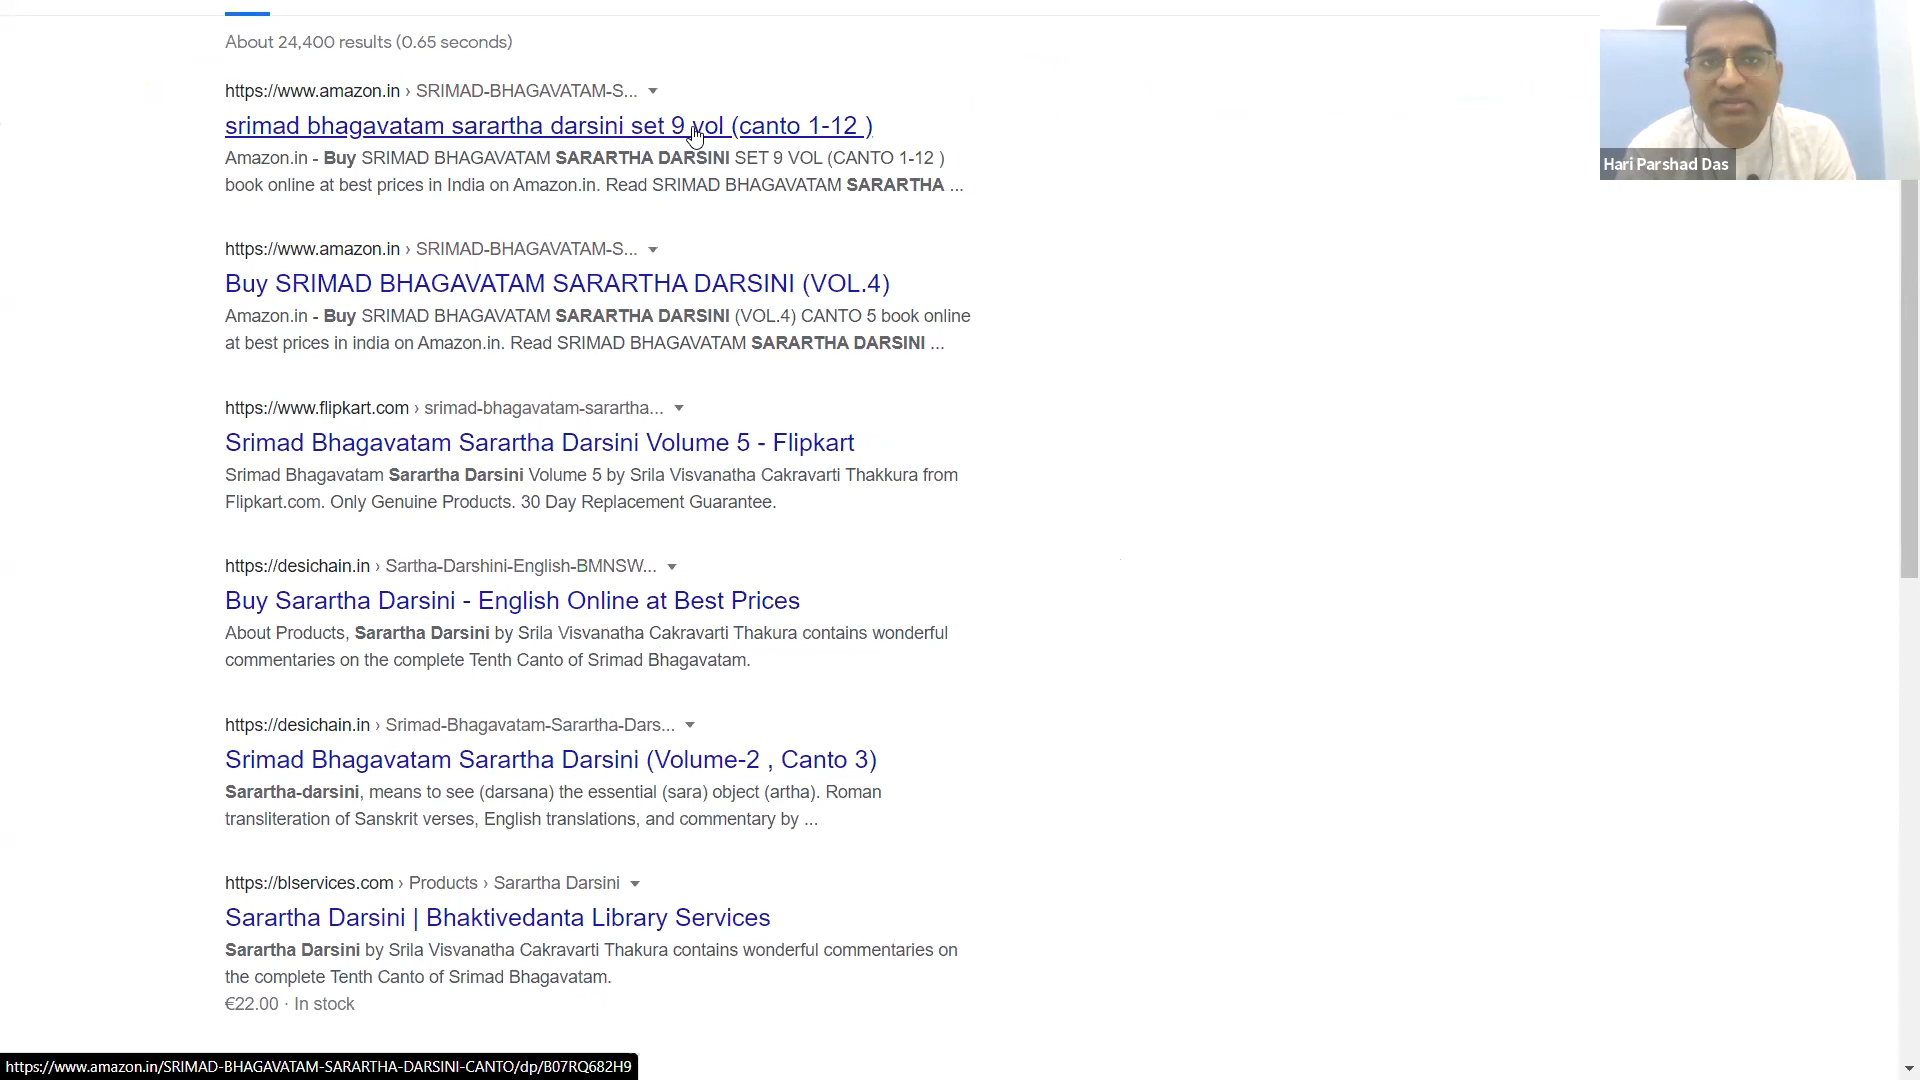 About 24,400 results (0.65 seconds)
https://www.amazon.in › SRIMAD-BHAGAVATAM-S...
srimad bhagavatam sarartha darsini set 9 vol (canto 1-12 )
Amazon.in - Buy SRIMAD BHAGAVATAM SARARTHA DARSINI SET 9 VOL (CANTO 1-12 )
book online at best prices in India on Amazon.in. Read SRIMAD BHAGAVATAM SARARTHA ...
https://www.amazon.in › SRIMAD-BHAGAVATAM-S...
Buy SRIMAD BHAGAVATAM SARARTHA DARSINI (VOL.4)
Amazon.in - Buy SRIMAD BHAGAVATAM SARARTHA DARSINI (VOL.4) CANTO 5 book online
at best prices in india on Amazon.in. Read SRIMAD BHAGAVATAM SARARTHA DARSINI ...
https://www.flipkart.com › srimad-bhagavatam-sarartha...
Srimad Bhagavatam Sarartha Darsini Volume 5 - Flipkart
Srimad Bhagavatam Sarartha Darsini Volume 5 by Srila Visvanatha Cakravarti Thakkura from
Flipkart.com. Only Genuine Products. 30 Day Replacement Guarantee.
https://desichain.in › Sartha-Darshini-English-BMNSW...
Buy Sarartha Darsini - English Online at Best Prices
About Products, Sarartha Darsini by Srila Visvanatha Cakravarti Thakura contains wonderful
commentaries on the complete Tenth Canto of Srimad Bhagavatam.
https://desichain.in › Srimad-Bhagavatam-Sarartha-Dars...
Srimad Bhagavatam Sarartha Darsini (Volume-2 , Canto 3)
Sarartha-darsini, means to see (darsana) the essential (sara) object (artha). Roman
transliteration of Sanskrit verses, English translations, and commentary by ...
https://blservices.com › Products › Sarartha Darsini
Sarartha Darsini | Bhaktivedanta Library Services
Sarartha Darsini by Srila Visvanatha Cakravarti Thakura contains wonderful commentaries on
the complete Tenth Canto of Srimad Bhagavatam.
€22.00 · In stock
https://www.amazon.in/SRIMAD-BHAGAVATAM-SARARTHA-DARSINI-CANTO/dp/B07RQ682H9
Hari Parshad Das